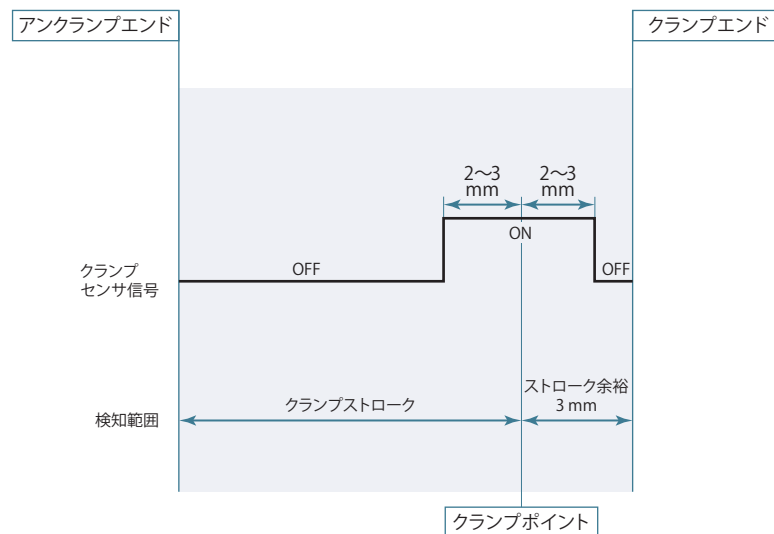 アンクランプエンド
クランプエンド
2〜3
mm
2〜3
mm
ON
OFF
OFF
クランプ
センサ信号
ストローク余裕
3 mm
クランプストローク
検知範囲
クランプポイント